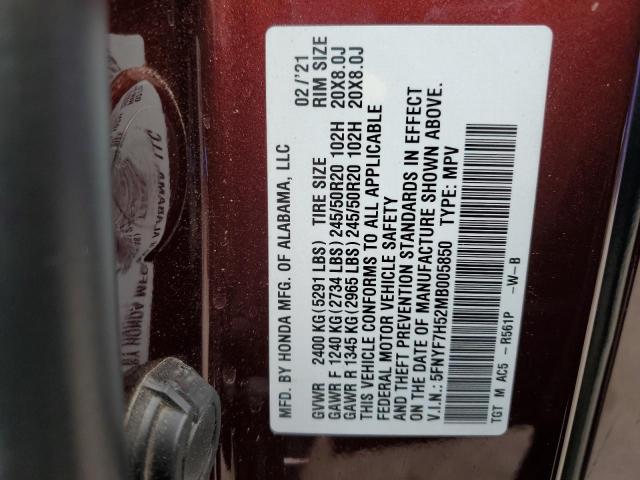 MFD. BY HONDA MFG. OF ALABAMA, LLC 02/'21
GVWR 2400 KG(5291 LBS) TIRE SIZE RIM SIZE
GAWR F 1240 KG(2734 LBS)245/50R20 102H 20X8.0J
GAWR R 1345 KG(2965 LBS)245/50R20 102H 20X8.0J
THIS VEHICLE CONFORMS TO ALL APPLICABLE
FEDERAL MOTOR VEHICLE SAFETY
AND THEFT PREVENTION STANDARDS IN EFFECT
ON THE DATE OF MANUFACTURE SHOWN ABOVE.
V.I.N.: 5FNYF7H52MB005850 TYPE: MPV
TGT M AC5 -R561P -W-B